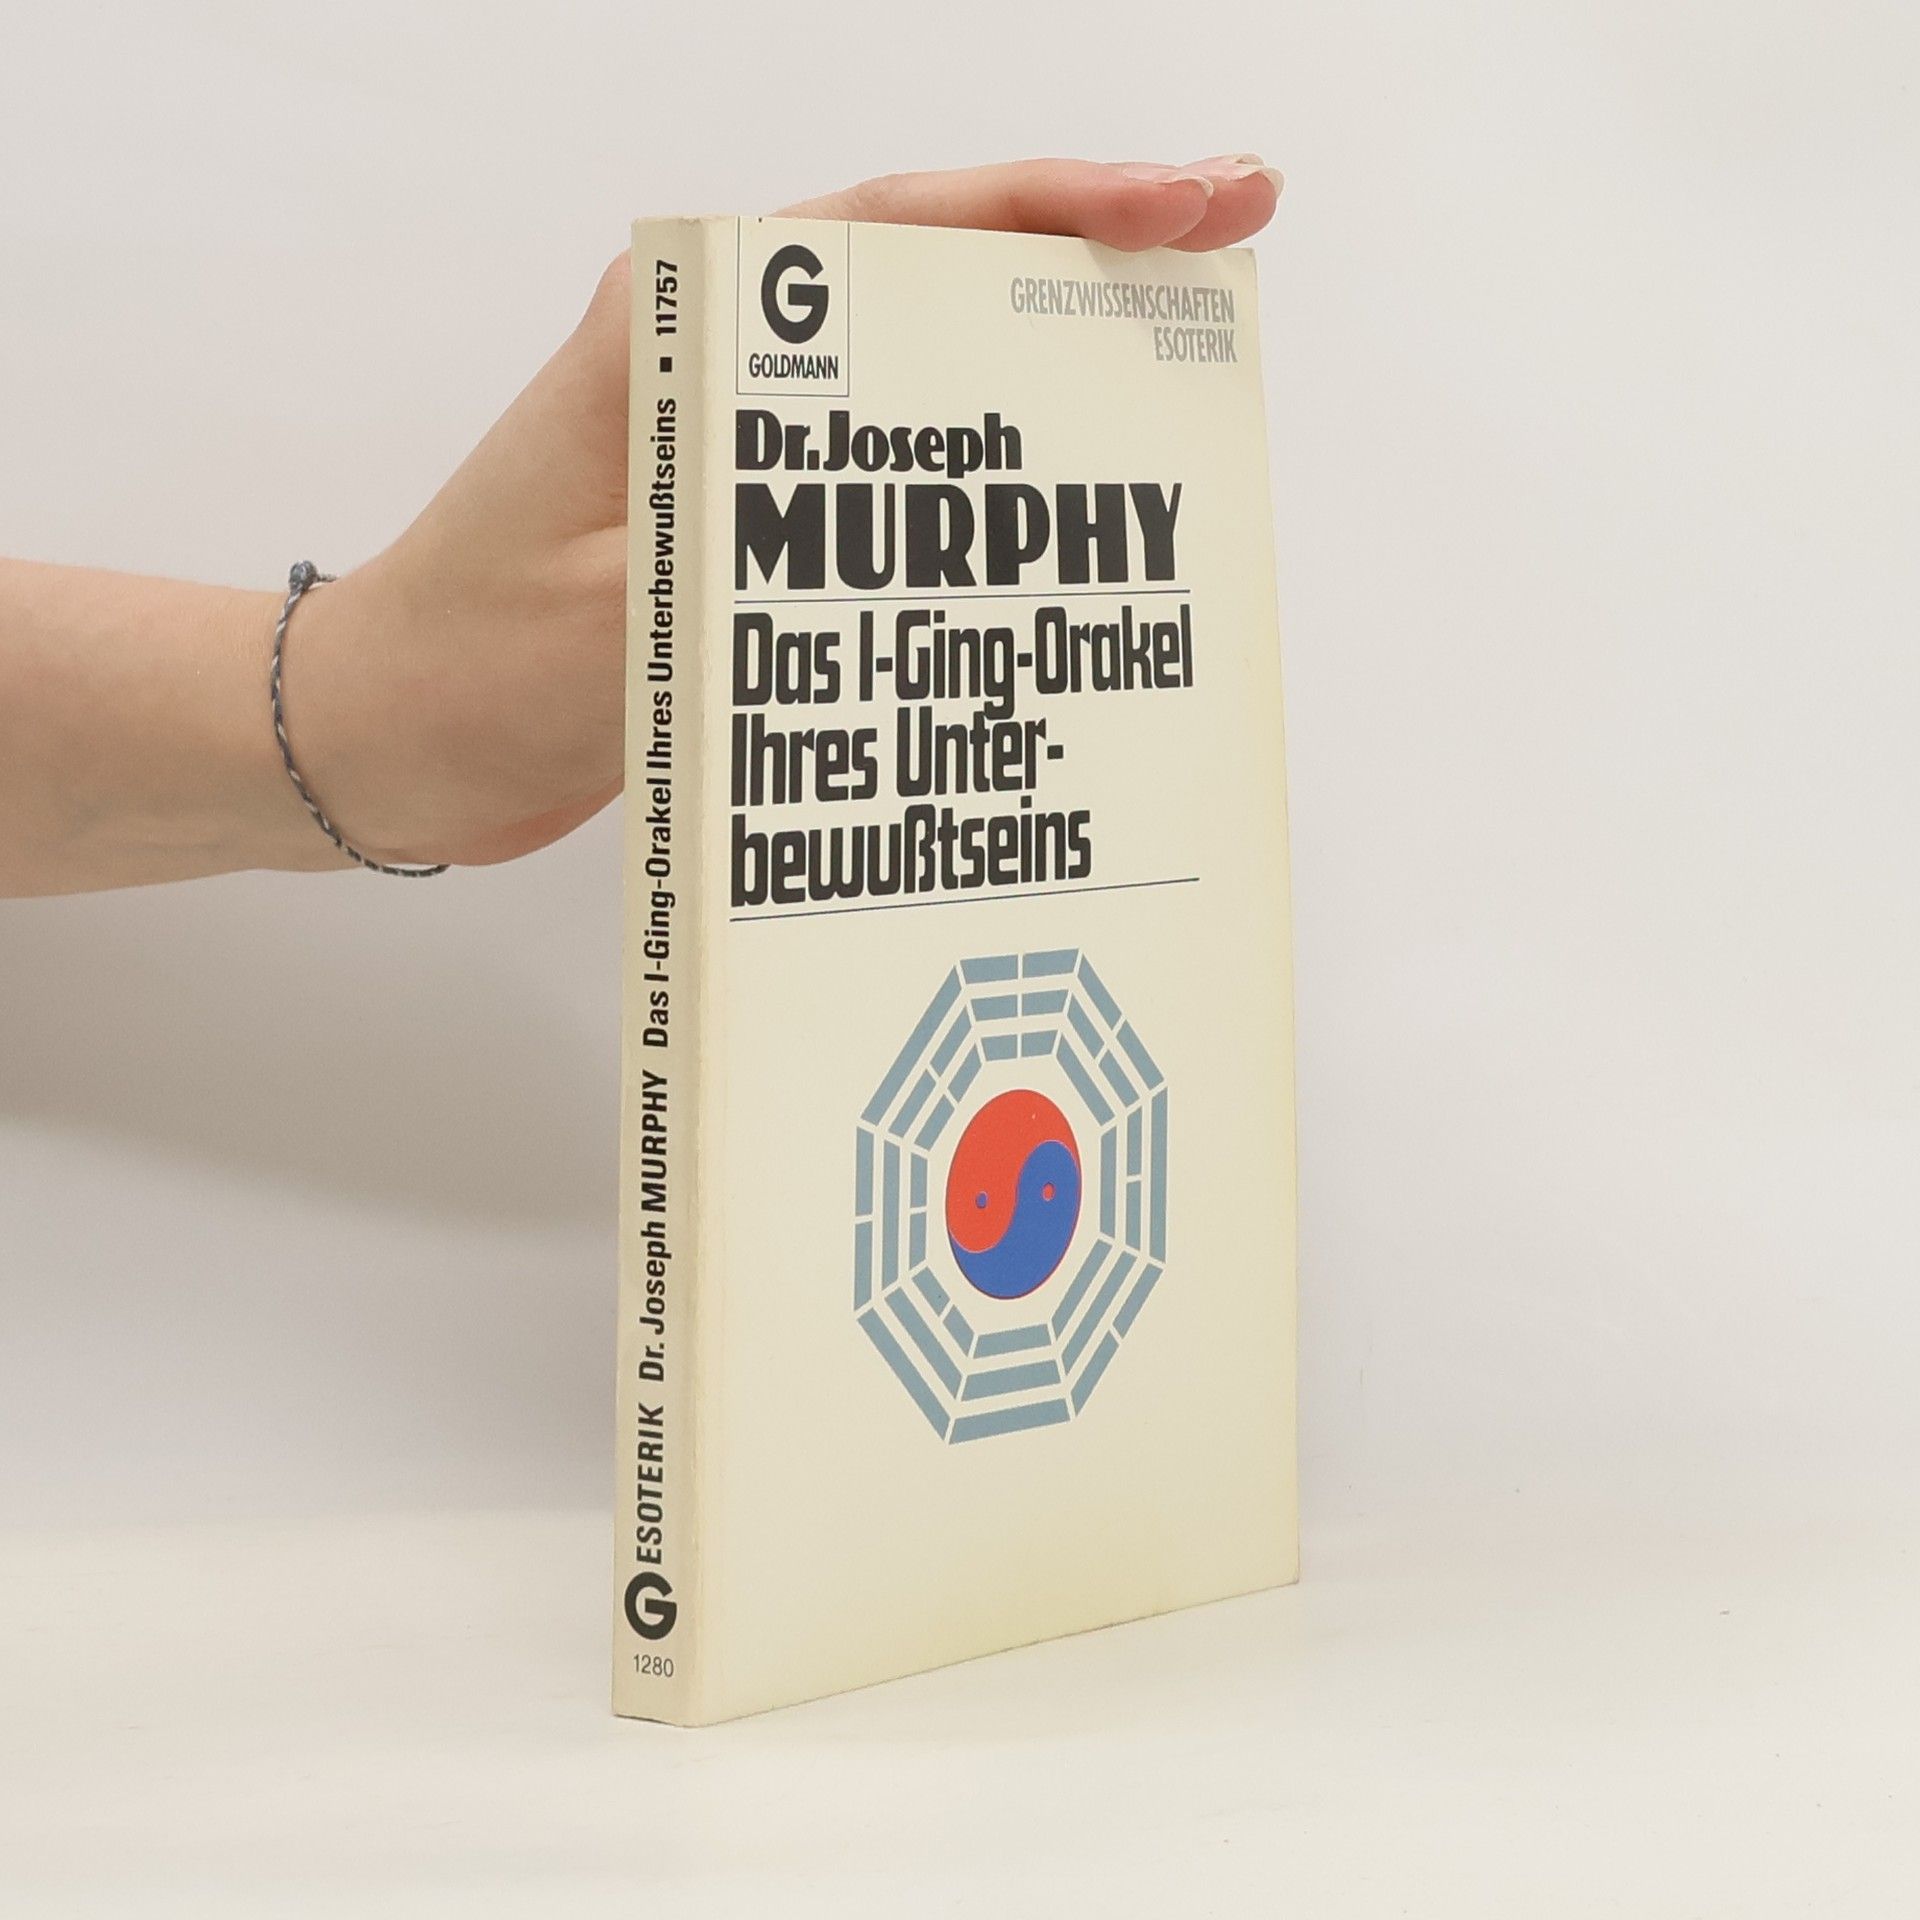 G
GOLDMANN
GRENZWISSENSCHAFTEN
ESOTERIK
Dr. Joseph
MURPHY
Das I-Ging-Orakel
Ihres Unter-
bewußtseins
G ESOTERIK Dr. Joseph MURPHY Das I-Ging-Orakel Ihres Unterbewußtseins ■ 11757
1280